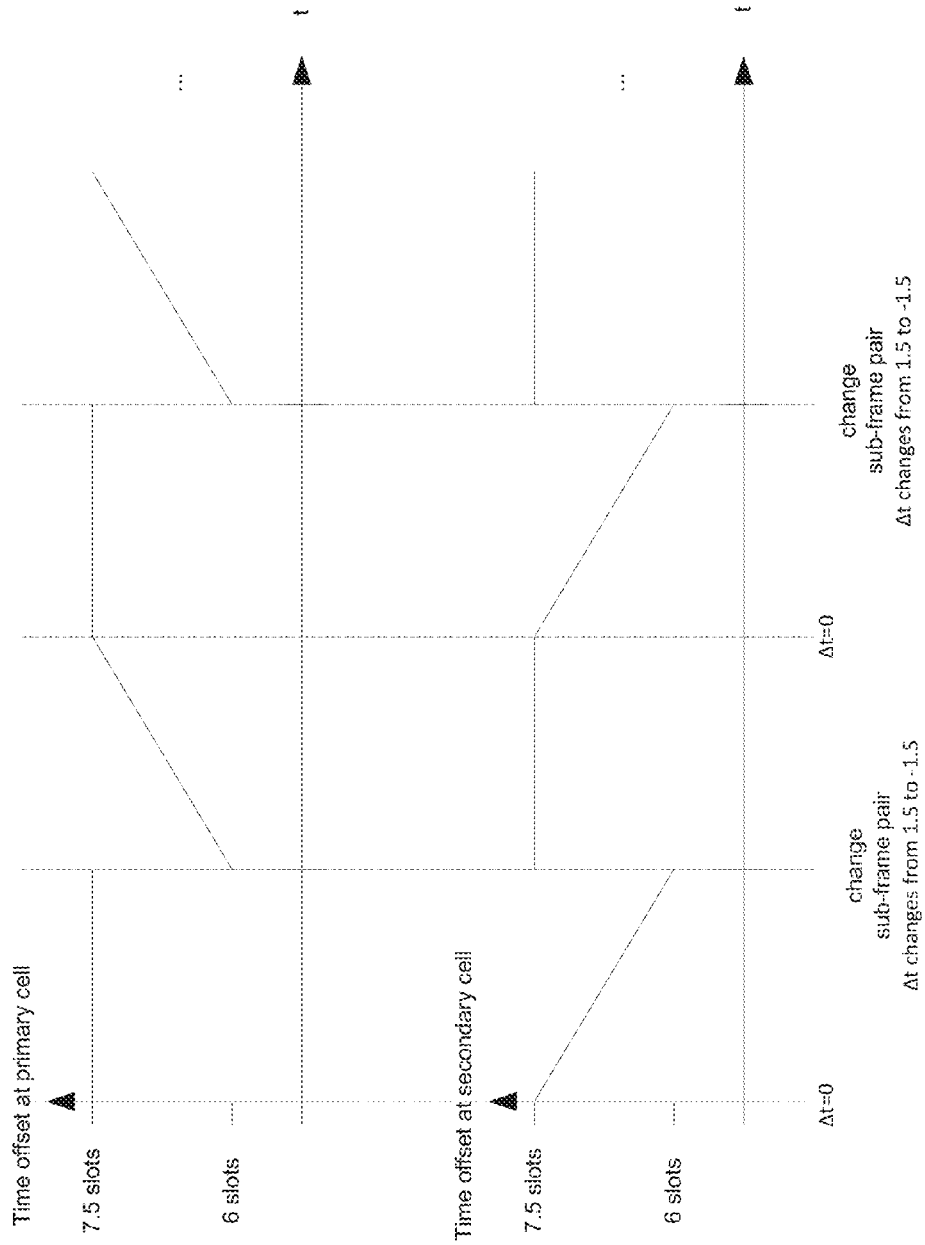 Time offset at primary cell
7.5 slots
6 slots
...
t
Time offset at secondary cell
7.5 slots
6 slots
...
t
Δt=0
change
sub-frame pair
Δt changes from 1.5 to -1.5
Δt=0
change
sub-frame pair
Δt changes from 1.5 to -1.5